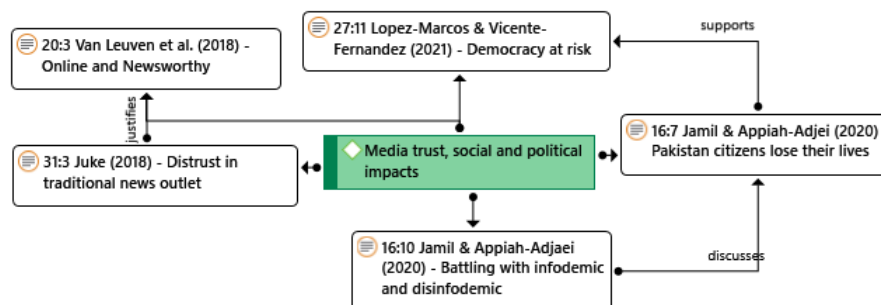 20:3 Van Leuven et al. (2018) -
Online and Newsworthy
27:11 Lopez-Marcos & Vicente-
Fernandez (2021) - Democracy at risk
supports
justifies
31:3 Juke (2018) - Distrust in
traditional news outlet
Media trust, social and political
impacts
16:7 Jamil & Appiah-Adjei (2020)
Pakistan citizens lose their lives
16:10 Jamil & Appiah-Adjaei
(2020) - Battling with infodemic
and disinfodemic
discusses